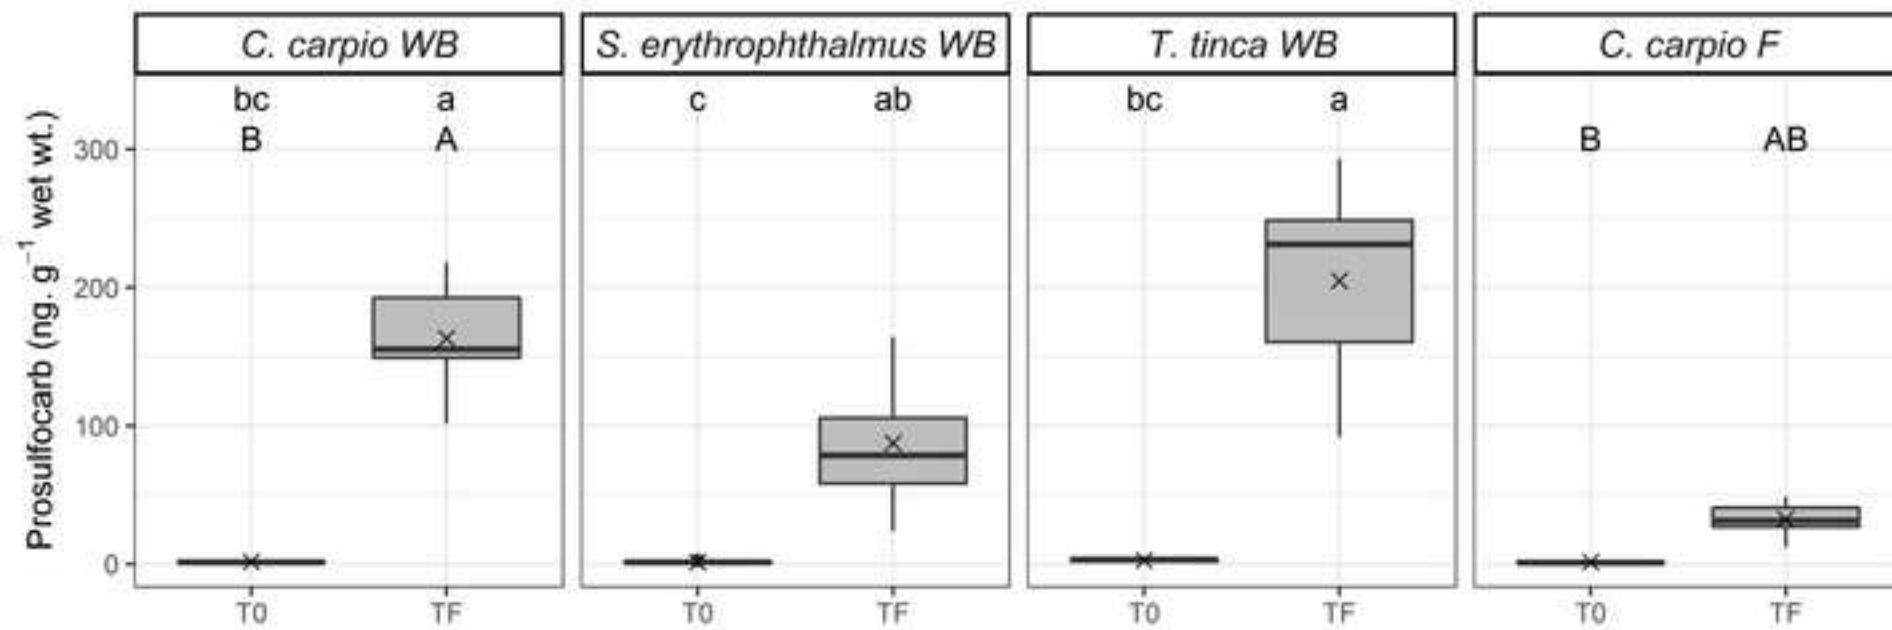 C. carpio WB
S. erythrophthalmus WB
T. tinca WB
C. carpio F
bc
a
c
ab
bc
a
B
A
B
AB
Prosulfocarb (ng. g⁻¹ wet wt.)
300
200
100
0
T0
TF
T0
TF
T0
TF
T0
TF